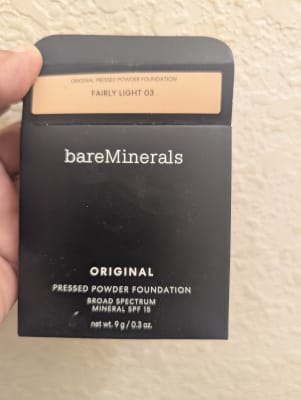 ORIGINAL PRESSED POWDER FOUNDATION
FAIRLY LIGHT 03
bareMinerals
ORIGINAL
PRESSED POWDER FOUNDATION
BROAD SPECTRUM
MINERAL SPF 15
net wt. 9 g / 0.3 oz.